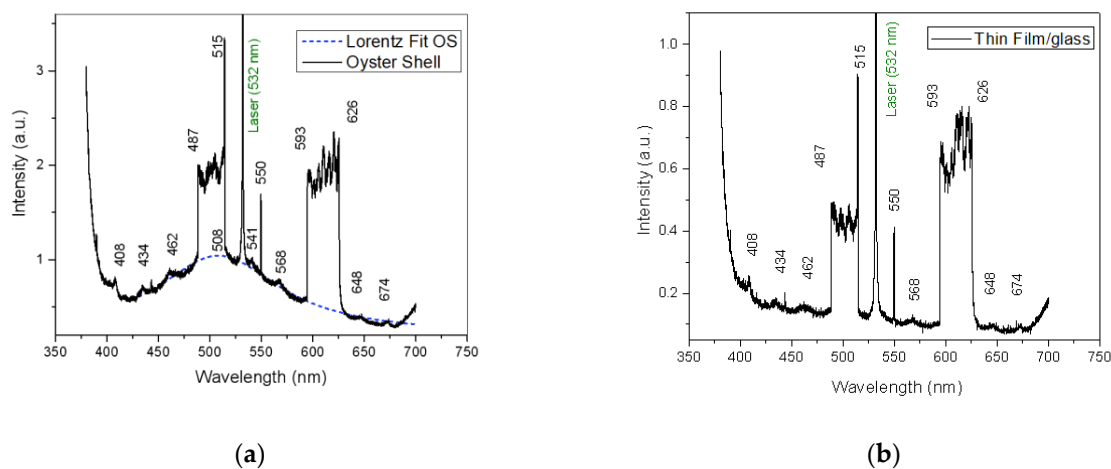 Lorentz Fit OS
Oyster Shell
515
Laser (532 nm)
626
593
487
550
508
541
568
408
434
462
648
674
3
2
1
Intensity (a.u.)
350 400 450 500 550 600 650 700 750
Wavelength (nm)
(a)
Thin Film/glass
515
Laser (532 nm)
593
626
487
550
408
434
462
568
648
674
1.0
0.8
0.6
0.4
0.2
Intensity (a.u.)
350 400 450 500 550 600 650 700 750
Wavelength (nm)
(b)